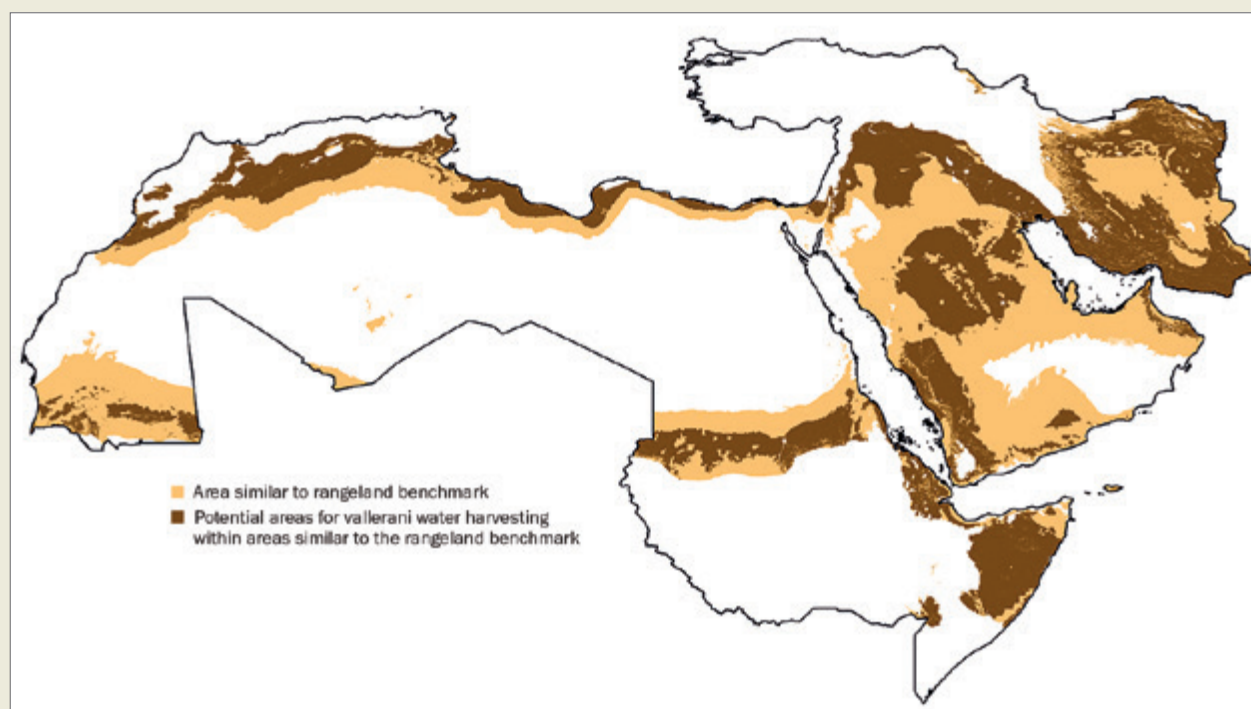 Area similar to rangeland benchmark
Potential areas for vallerani water harvesting
within areas similar to the rangeland benchmark